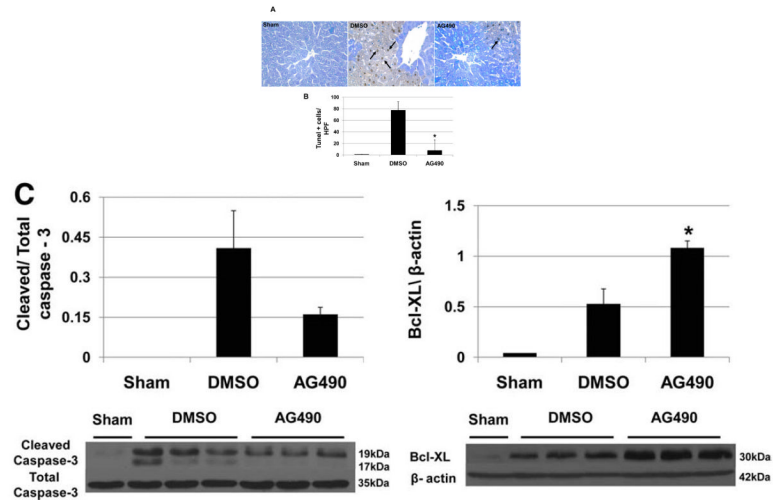 A
Sham DMSO AG490
B
Tunel + cells/
HPF
100
80
60
40
20
0
Sham DMSO AG490
*
C
Cleaved/ Total
caspase - 3
0.6
0.45
0.3
0.15
0
Sham DMSO AG490
Bcl-XL\ β-actin
1.5
1
0.5
0
*
Sham DMSO AG490
Sham DMSO AG490
Cleaved
Caspase-3
Total
Caspase-3
19kDa
17kDa
35kDa
Sham DMSO AG490
Bcl-XL 30kDa
β- actin 42kDa